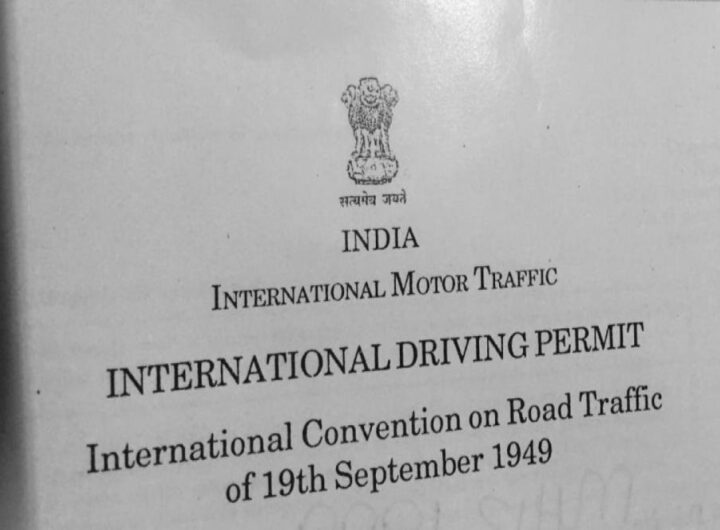 सत्यमेव जयते
INDIA
INTERNATIONAL MOTOR TRAFFIC
INTERNATIONAL DRIVING PERMIT
International Convention on Road Traffic
of 19th September 1949